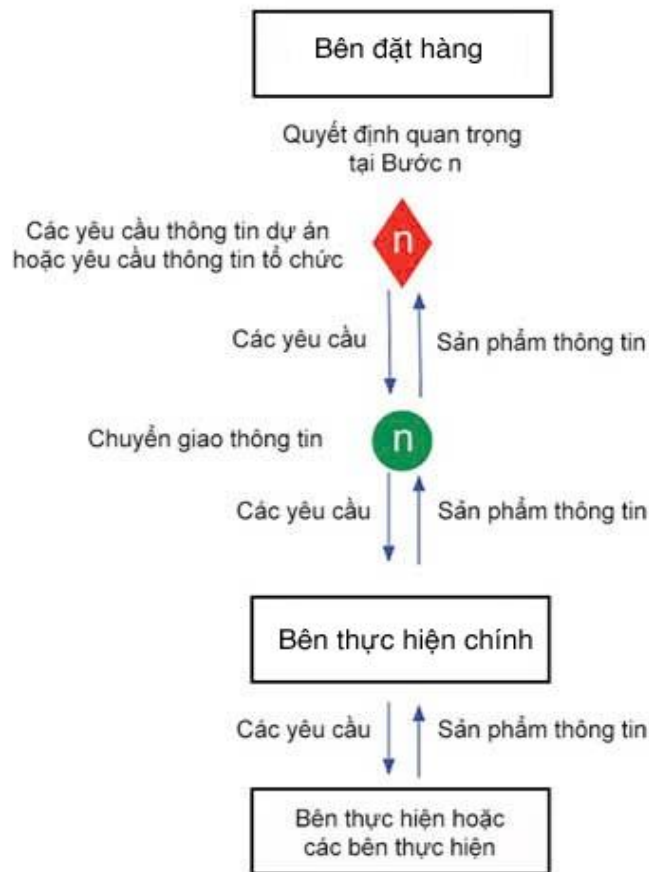 Bên đặt hàng
Quyết định quan trọng
tại Bước n
Các yêu cầu thông tin dự án
hoặc yêu cầu thông tin tổ chức
n
Các yêu cầu
Sản phẩm thông tin
Chuyển giao thông tin
n
Các yêu cầu
Sản phẩm thông tin
Bên thực hiện chính
Các yêu cầu
Sản phẩm thông tin
Bên thực hiện hoặc
các bên thực hiện